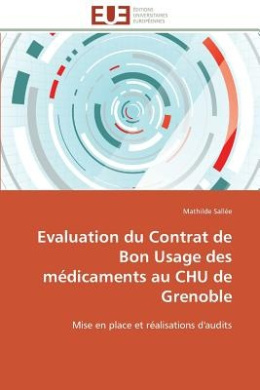 EUE
ÉDITIONS
UNIVERSITAIRES
EUROPÉENNES
Mathilde Sallée
Evaluation du Contrat de
Bon Usage des
médicaments au CHU de
Grenoble
Mise en place et réalisations d'audits